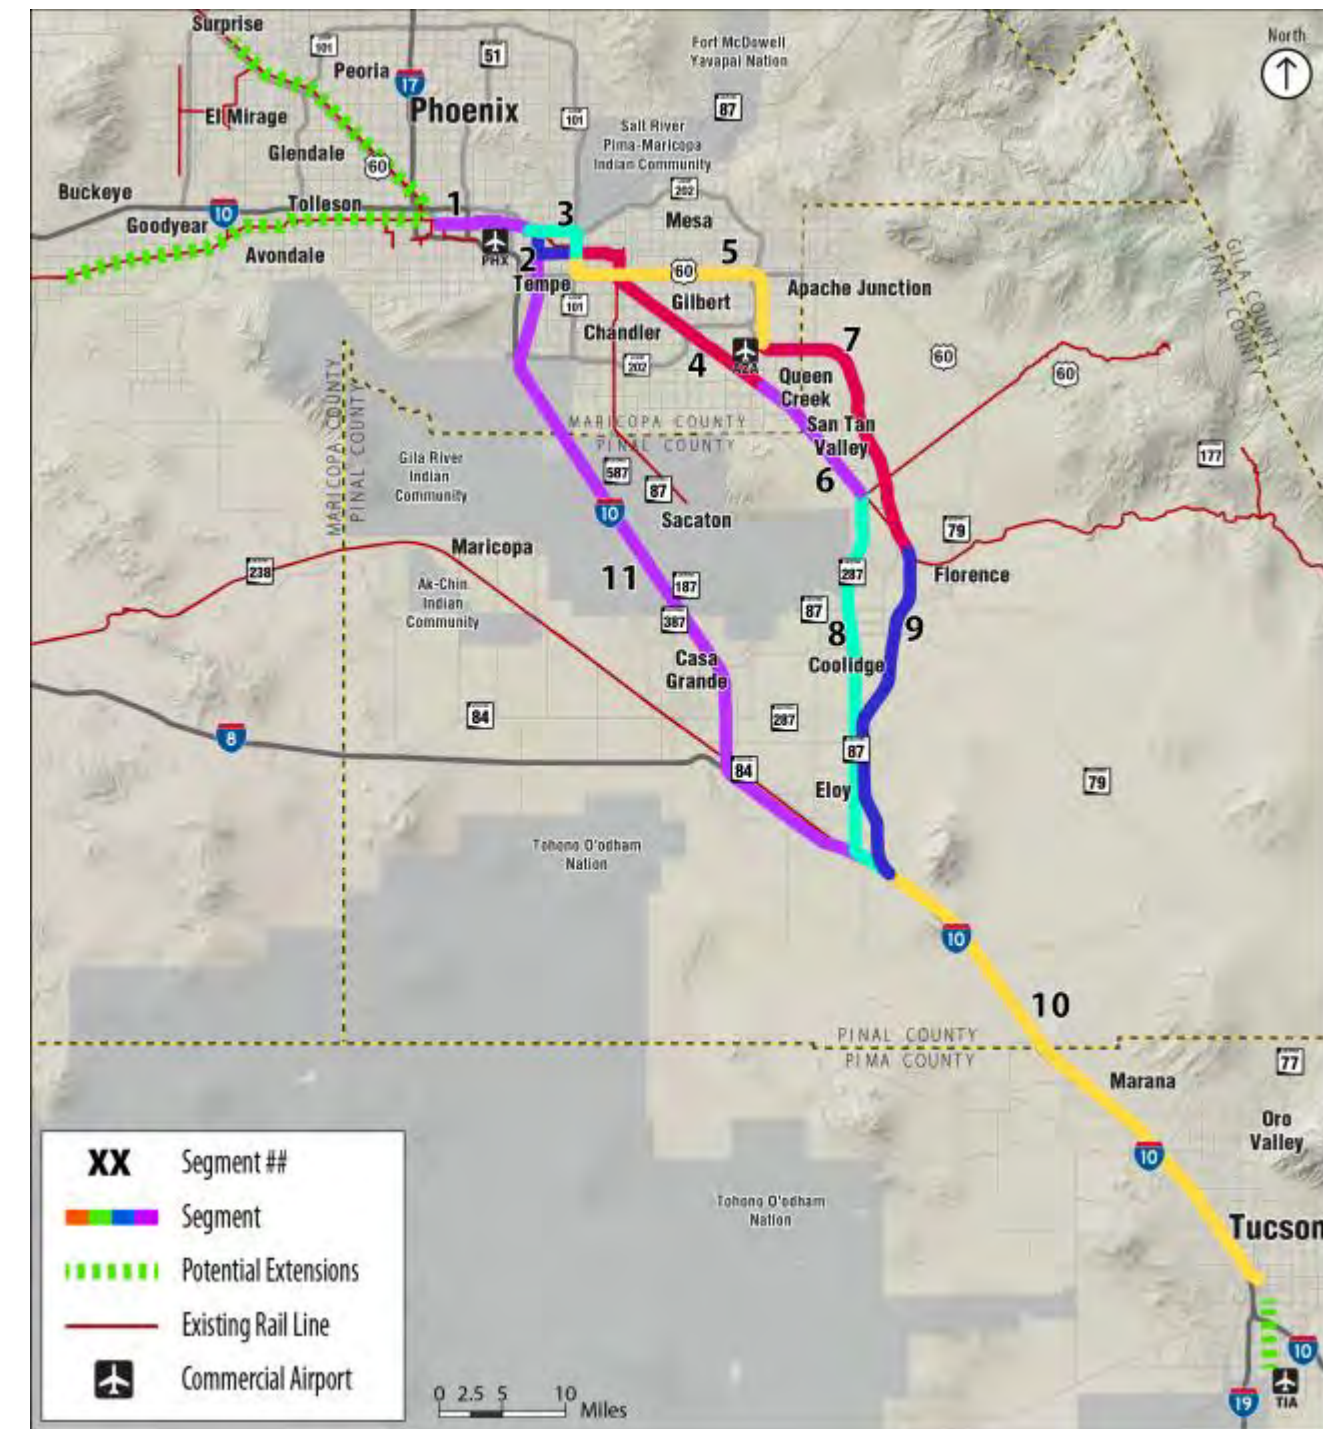 Surprise
101
51
Fort McDowell
Yavapai Nation
North
Peoria
17
Phoenix
87
El Mirage
101
Salt River
Pima-Maricopa
Indian Community
Glendale
60
Buckeye
202
10
Tolleson
1
3
Mesa
Goodyear
Avondale
PHX
2
5
60
Tempe
Gilbert
Apache Junction
GILA COUNTY
PINAL COUNTY
101
Chandler
7
202
4
AZA
60
60
Queen
Creek
MARICOPA COUNTY
PINAL COUNTY
MARICOPA COUNTY
PINAL COUNTY
San Tan
Valley
177
Gila River
Indian
Community
587
87
6
10
Sacaton
79
Maricopa
238
Ak-Chin
Indian
Community
11
187
287
Florence
387
87
8
9
Casa
Grande
Coolidge
84
287
8
87
84
Eloy
79
Tohono O'odham
Nation
10
10
PINAL COUNTY
PIMA COUNTY
77
Marana
Oro
Valley
10
XX Segment ##
Segment
Tohono O'odham
Nation
Tucson
Potential Extensions
Existing Rail Line
10
Commercial Airport
0 2.5 5 10
Miles
19
TIA